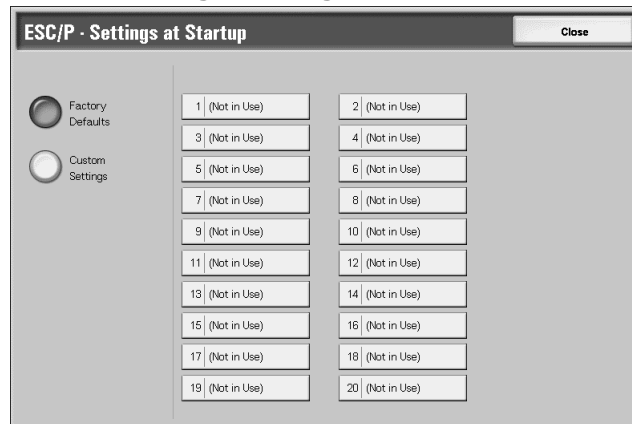 ESC/P - Settings at Startup
Close
Factory
Defaults
Custom
Settings
1 (Not in Use)
2 (Not in Use)
3 (Not in Use)
4 (Not in Use)
5 (Not in Use)
6 (Not in Use)
7 (Not in Use)
8 (Not in Use)
9 (Not in Use)
10 (Not in Use)
11 (Not in Use)
12 (Not in Use)
13 (Not in Use)
14 (Not in Use)
15 (Not in Use)
16 (Not in Use)
17 (Not in Use)
18 (Not in Use)
19 (Not in Use)
20 (Not in Use)